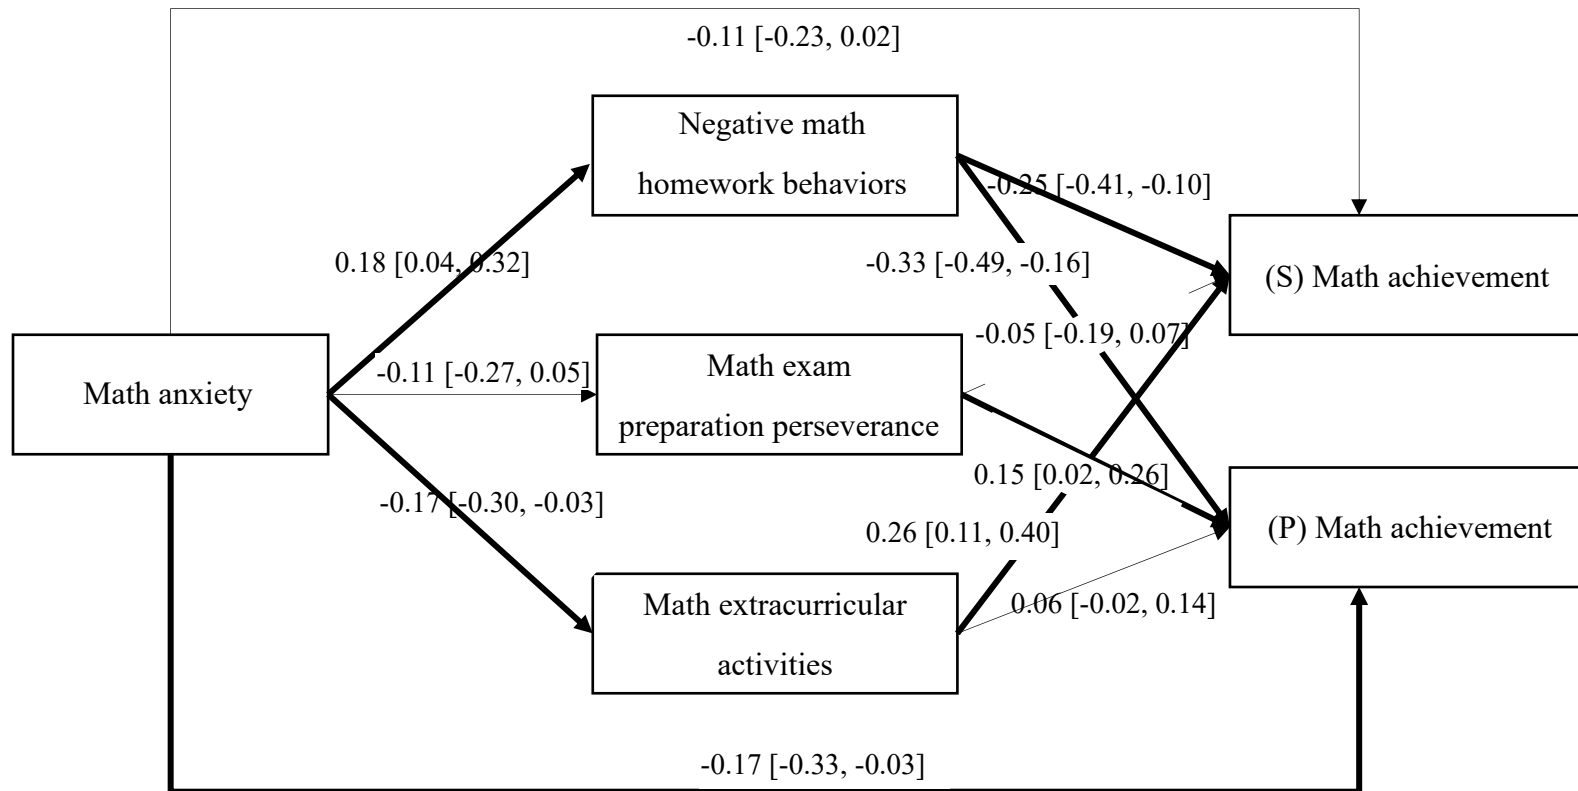 -0.11 [-0.23, 0.02]
Negative math
homework behaviors
-0.25 [-0.41, -0.10]
0.18 [0.04, 0.32]
-0.33 [-0.49, -0.16]
(S) Math achievement
-0.05 [-0.19, 0.07]
Math anxiety
-0.11 [-0.27, 0.05]
Math exam
preparation perseverance
0.15 [0.02, 0.26]
-0.17 [-0.30, -0.03]
0.26 [0.11, 0.40]
(P) Math achievement
Math extracurricular
activities
0.06 [-0.02, 0.14]
-0.17 [-0.33, -0.03]